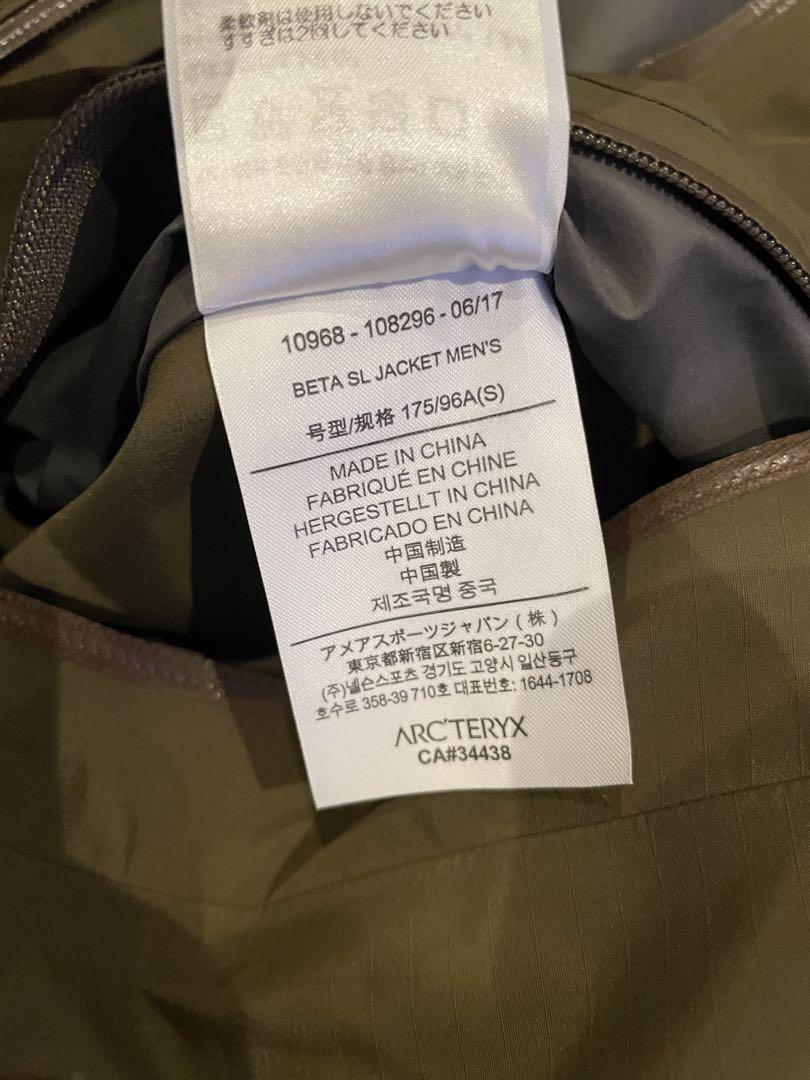 柔軟剤は使用しないでください
すすぎは2回してください
10968 - 108296 - 06/17
BETA SL JACKET MEN'S
号型/规格 175/96A(S)
MADE IN CHINA
FABRIQUÉ EN CHINE
HERGESTELLT IN CHINA
FABRICADO EN CHINA
中国制造
中国製
제조국명 중국
アメアスポーツジャパン (株)
東京都新宿区新宿6-27-30
(주)넬슨스포츠 경기도 고양시 일산동구
호수로 358-39 710호 대표번호: 1644-1708
ARC'TERYX
CA#34438